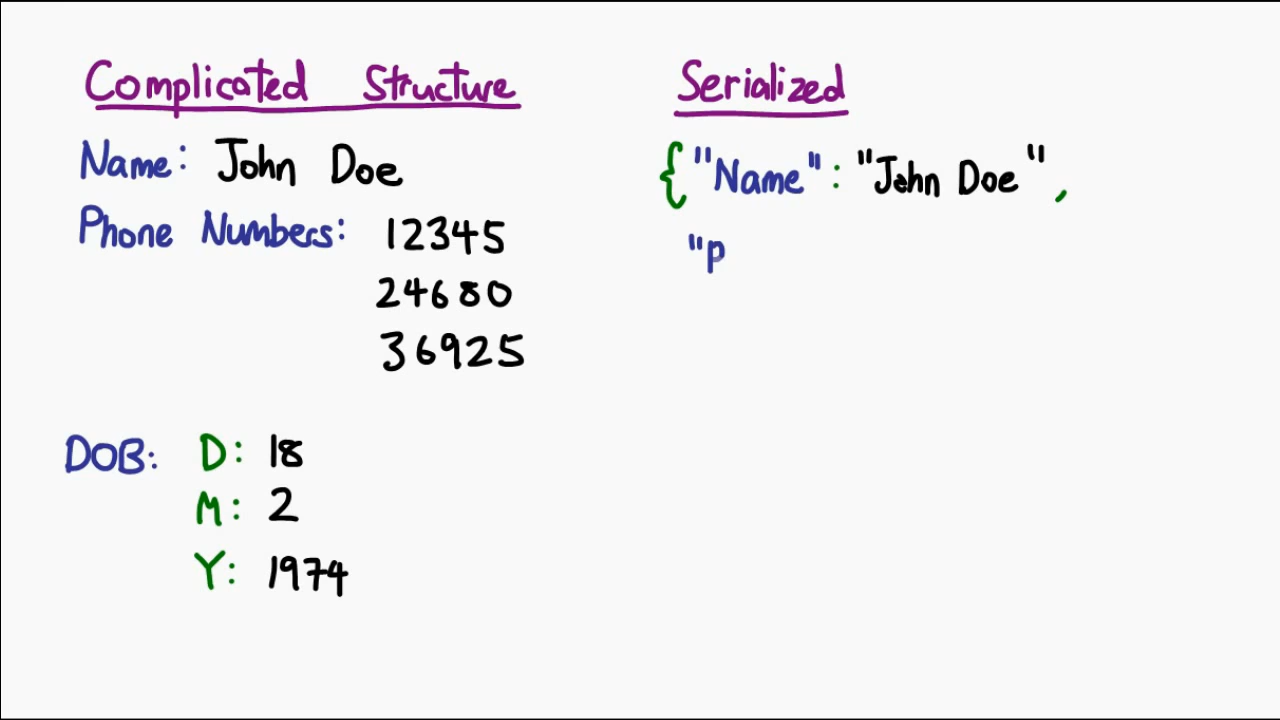 Complicated Structure
Name: John Doe
Phone Numbers: 12345
24680
36925
DOB: D: 18
M: 2
Y: 1974
Serialized
{"Name": "John Doe",
"p